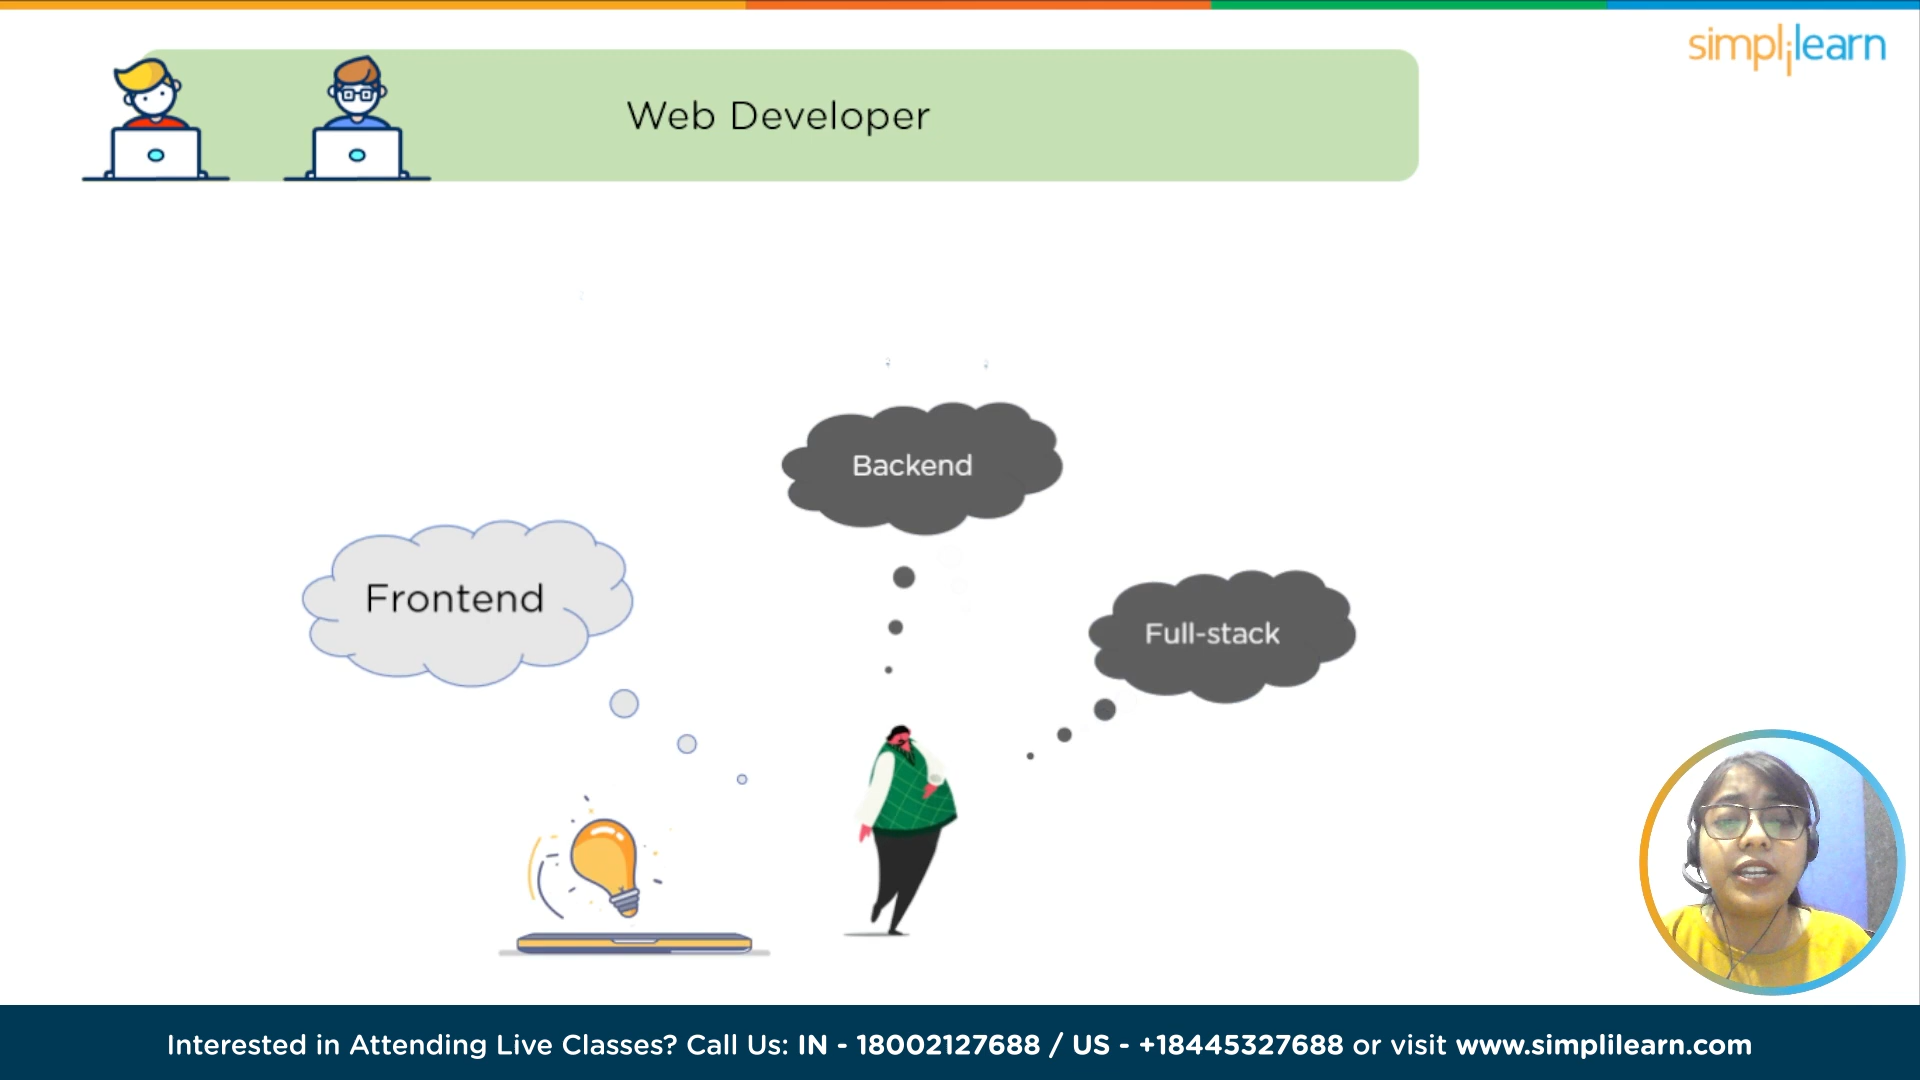 simplilearn
Web Developer
Backend
Frontend
Full-stack
Interested in Attending Live Classes? Call Us: IN - 18002127688 / US - +18445327688 or visit www.simplilearn.com